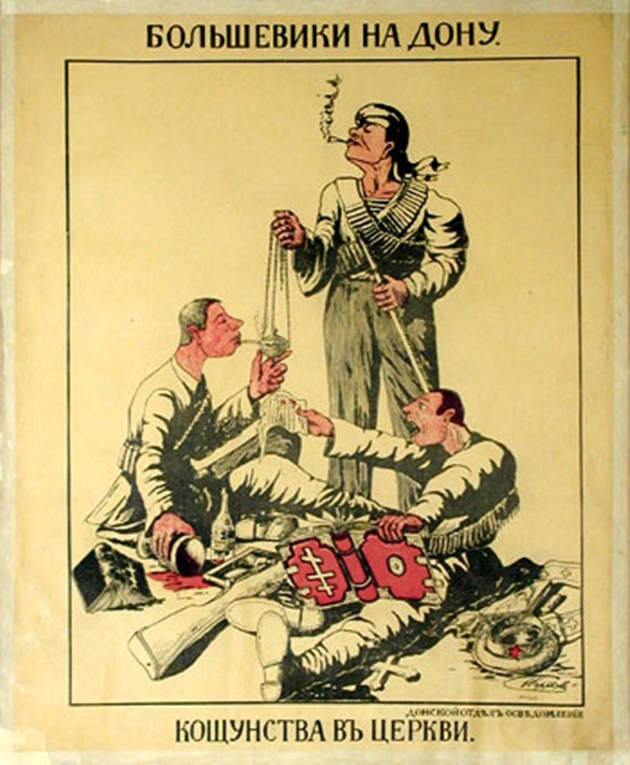 БОЛЬШЕВИКИ НА ДОНУ.
ДОНСКОЙ ОТДѢЛЪ ОСВѢДОМЛЕНІЯ
КОЩУНСТВА ВЪ ЦЕРКВИ.